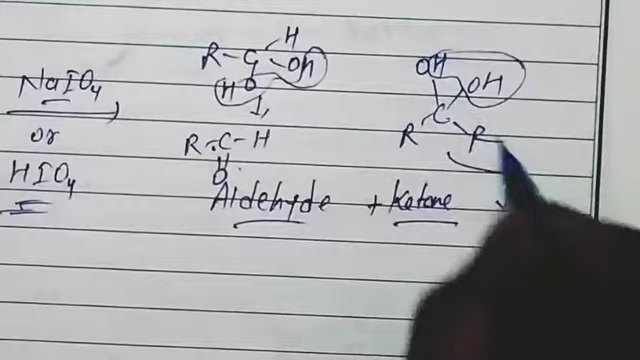 H
R-C-OH
HO
OH
OH
C
R R
NaIO4
or
HIO4
R-C-H
O
Aldehyde + Ketone